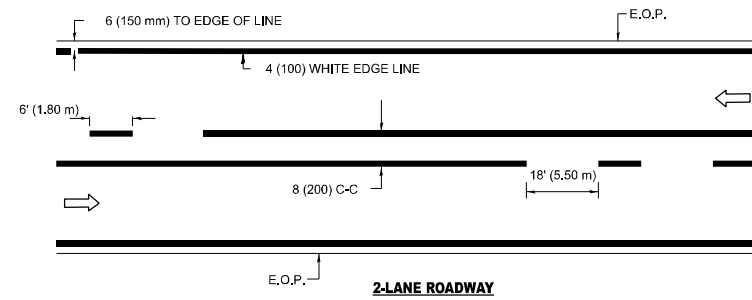 6 (150 mm) TO EDGE OF LINE
E.O.P.
4 (100) WHITE EDGE LINE
6' (1.80 m)
18' (5.50 m)
8 (200) C-C
E.O.P.
2-LANE ROADWAY